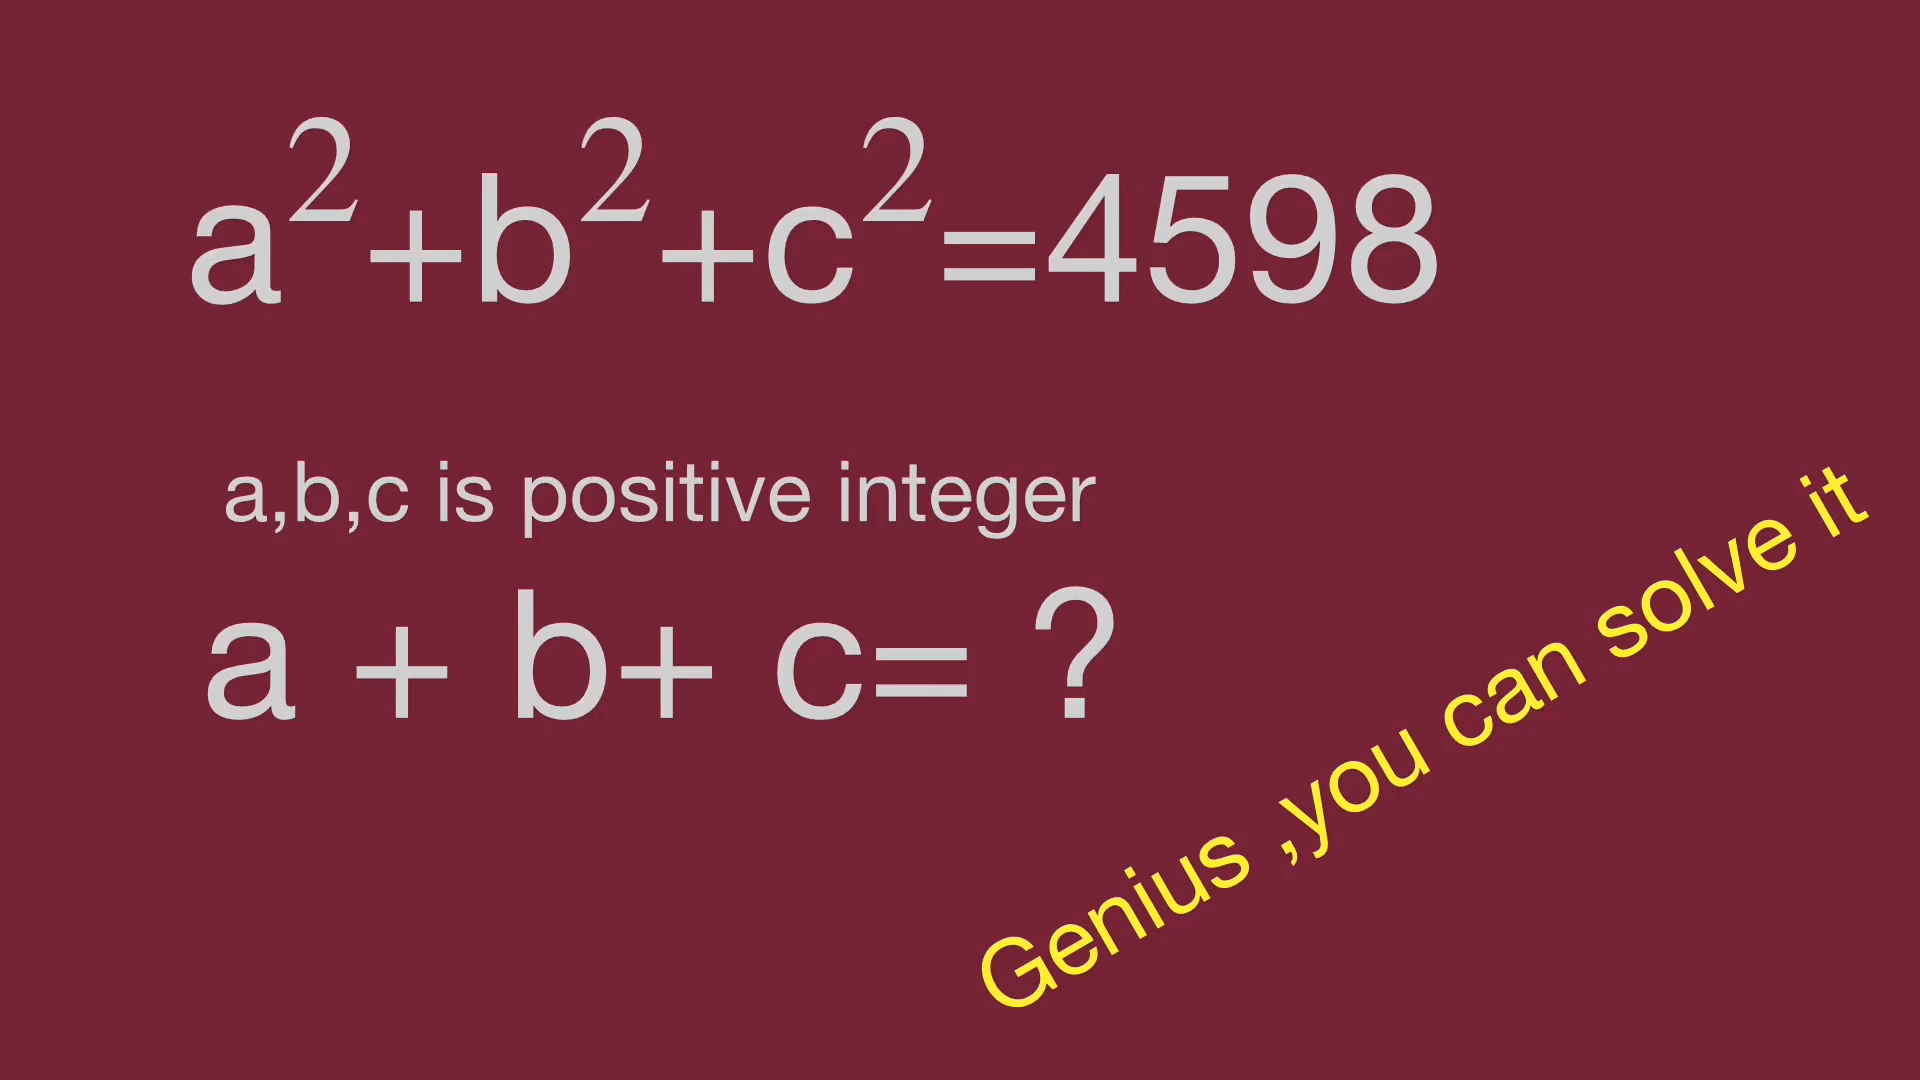 a²+b²+c²=4598
a,b,c is positive integer
a + b+ c= ?
Genius ,you can solve it